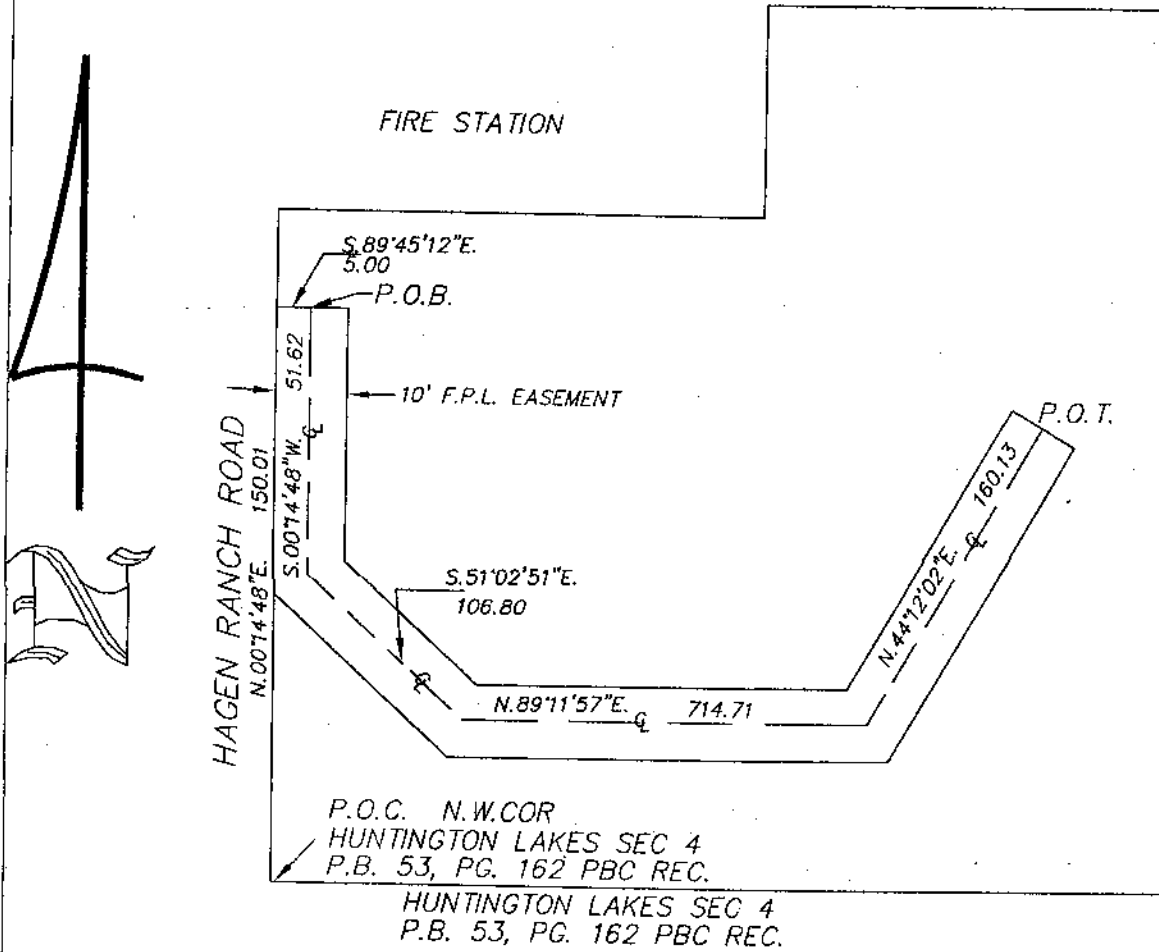 FIRE STATION
S.89°45'12"E.
5.00
P.O.B.
51.62
10' F.P.L. EASEMENT
S.00°14'48"W.
HAGEN RANCH ROAD
N.00°14'48"E. 150.01
P.O.T.
160.13
N.44°12'02"E.
S.51°02'51"E.
106.80
N.89°11'57"E. 714.71
P.O.C. N.W.COR
HUNTINGTON LAKES SEC 4
P.B. 53, PG. 162 PBC REC.
HUNTINGTON LAKES SEC 4
P.B. 53, PG. 162 PBC REC.
N